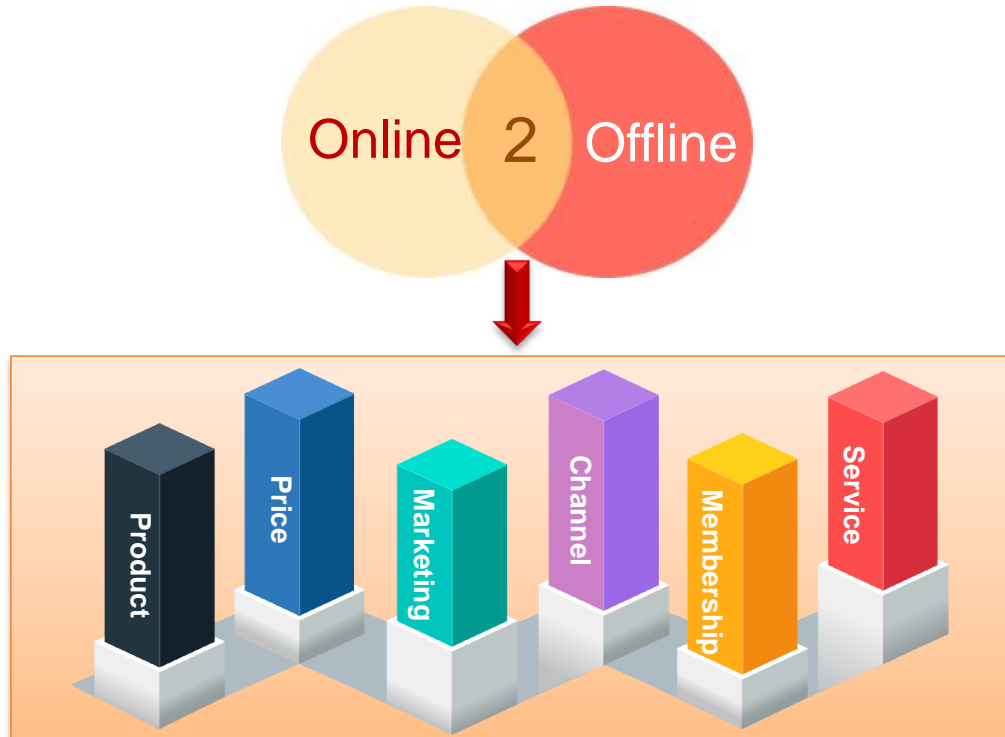 Online 2 Offline
Product
Price
Marketing
Channel
Membership
Service